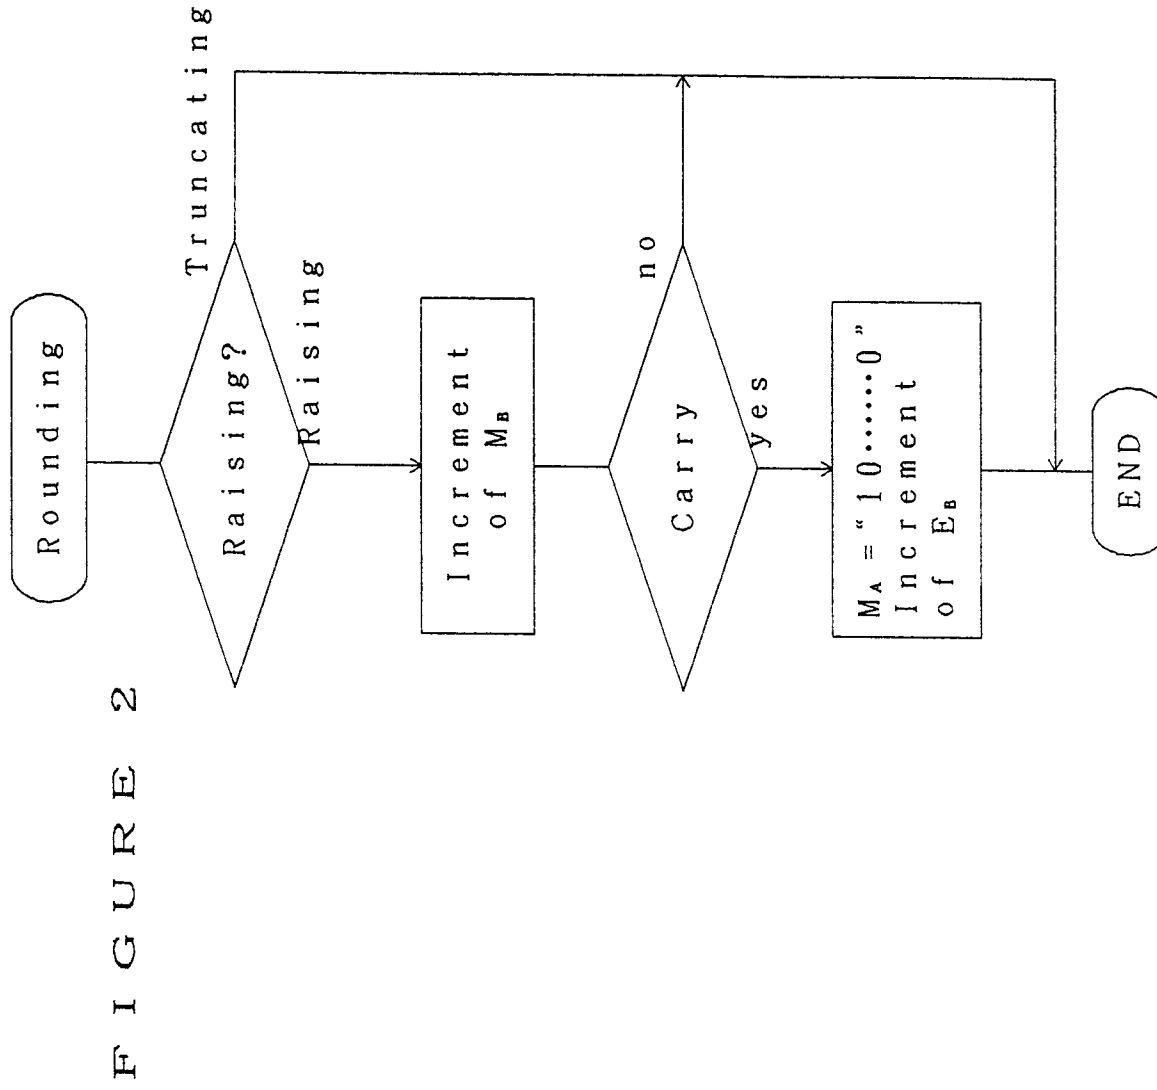 FIGURE 2
Rounding
Raising?
Truncating
Raising
Increment
of M_B
Carry
no
yes
M_A = “10·······0”
Increment
of E_B
END